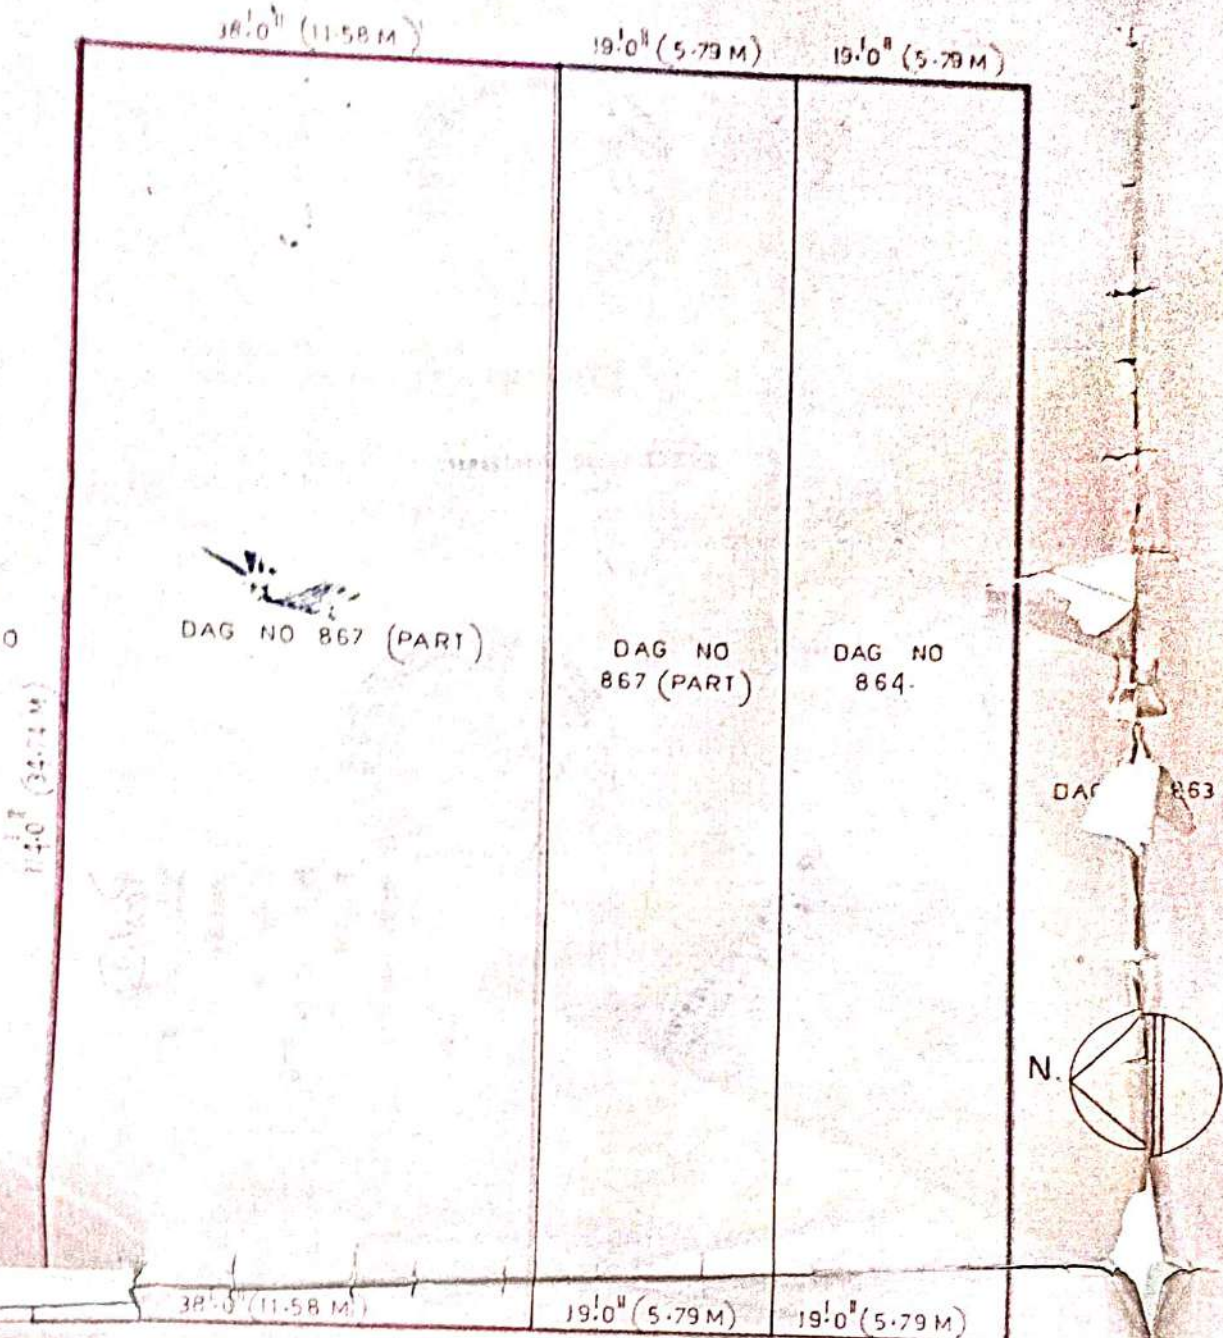 38'.0" (11.58 M)
19'.0" (5.79 M)
19'.0" (5.79 M)
DAG NO 867 (PART)
DAG NO
867 (PART)
DAG NO
864.
114.0" (34.74 M)
863
N.
38'.0" (11.58 M)
19'.0" (5.79 M)
19'.0" (5.79 M)